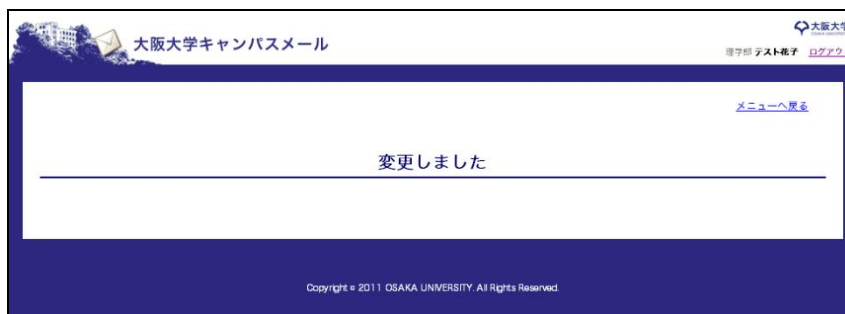 大阪大学キャンパスメール
大阪大学
理学部 テスト花子 ログアウ
メニューへ戻る
変更しました
Copyright © 2011 OSAKA UNIVERSITY. All Rights Reserved.